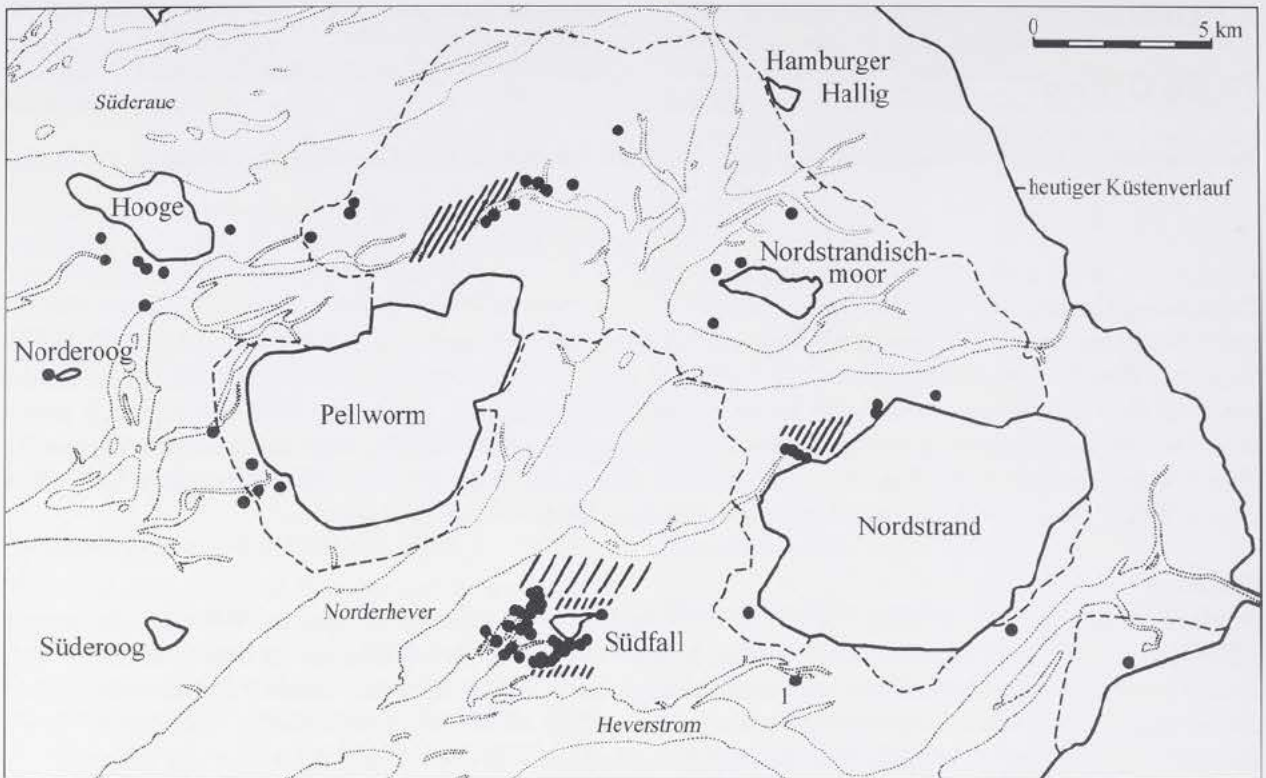 0 5 km
Hamburger
Hallig
Süderaue
Hooge
heutiger Küstenverlauf
Nordstrandisch
moor
Norderoog
Pellworm
Nordstrand
Norderhever
Süderoog
Südfall
1
Heverstrom